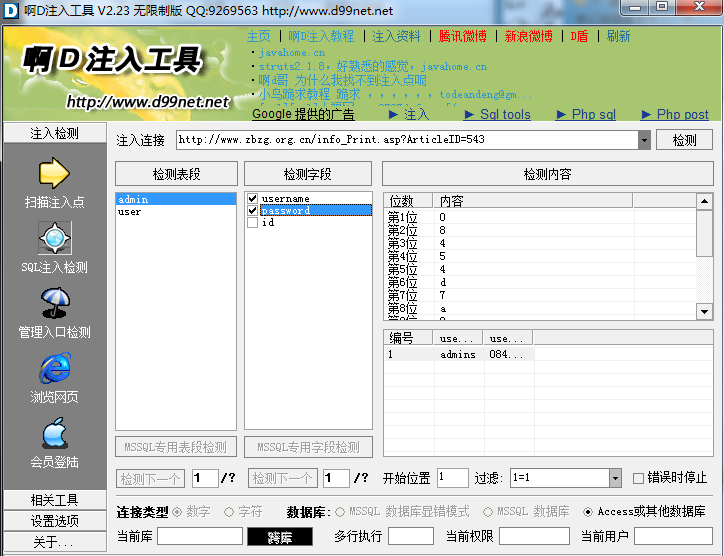 啊D注入工具 V2.23 无限制版 QQ:9269563 http://www.d99net.net
啊D注入工具
http://www.d99net.net
主页 | 啊D注入教程 | 注入资料 | 腾讯微博 | 新浪微博 | D盾 | 刷新
· javahome.cn
· struts2.1.8，好熟悉的感觉，javahome.cn
· 啊d哥 为什么我找不到注入点呢
· 小鸟跪求教程 跪求 ，，，，，，todeandeng@gm...
Google 提供的广告 ► 注入 ► Sql tools ► Php sql ► Php post
注入检测
扫描注入点
SQL注入检测
管理入口检测
浏览网页
会员登陆
相关工具
设置选项
关于...
注入连接 http://www.zbzg.org.cn/info_Print.asp?ArticleID=543 检测
检测表段 检测字段 检测内容
admin
user
username
password
id
位数 内容
第1位 0
第2位 8
第3位 4
第4位 5
第5位 4
第6位 d
第7位 7
第8位 a
编号 use... use...
1 admins 084...
MSSQL专用表段检测 MSSQL专用字段检测
检测下一个 1 /? 检测下一个 1 /? 开始位置 1 过滤: 1=1 错误时停止
连接类型 数字 字符 数据库: MSSQL 数据库显错模式 MSSQL 数据库 Access或其他数据库
当前库 跨库 多行执行 当前权限 当前用户